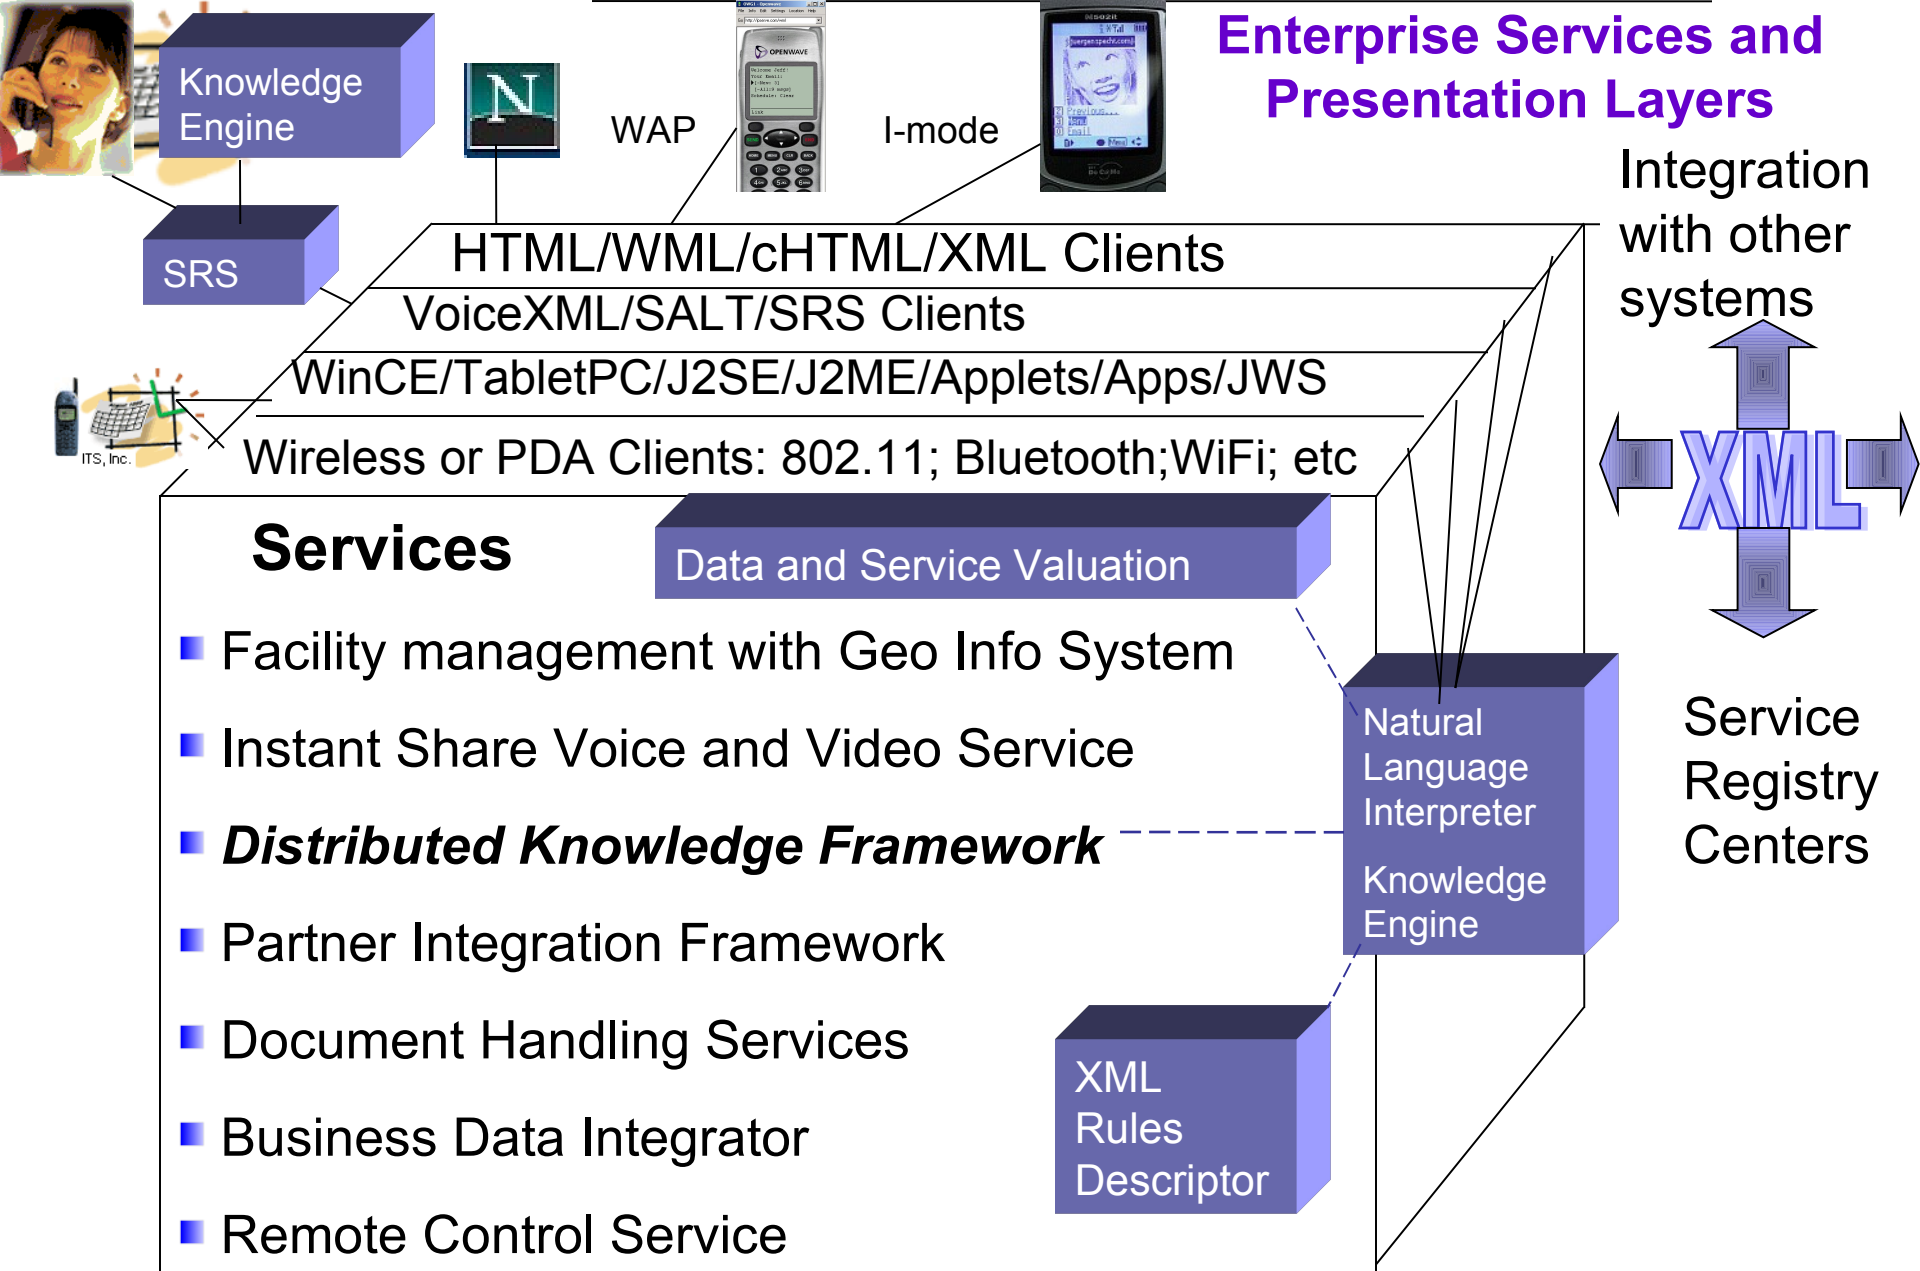 Enterprise Services and
Presentation Layers
Knowledge
Engine
N
WAP
OPENWAVE
I-mode
M502it
SRS
HTML/WML/cHTML/XML Clients
VoiceXML/SALT/SRS Clients
WinCE/TabletPC/J2SE/J2ME/Applets/Apps/JWS
Wireless or PDA Clients: 802.11; Bluetooth;WiFi; etc
ITS, Inc.
Integration
with other
systems
XML
Services
Data and Service Valuation
Facility management with Geo Info System
Instant Share Voice and Video Service
Distributed Knowledge Framework
Partner Integration Framework
Document Handling Services
Business Data Integrator
Remote Control Service
Natural
Language
Interpreter
Knowledge
Engine
XML
Rules
Descriptor
Service
Registry
Centers